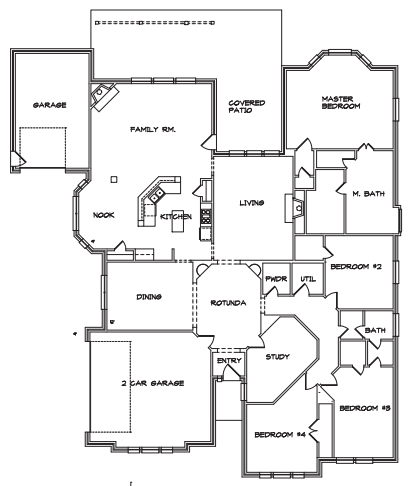 GARAGE
COVERED
PATIO
MASTER
BEDROOM
FAMILY RM.
M. BATH
LIVING
NOOK
KITCHEN
BEDROOM #2
PWDR
UTIL
DINING
ROTUNDA
BATH
STUDY
ENTRY
2 CAR GARAGE
BEDROOM #3
BEDROOM #4